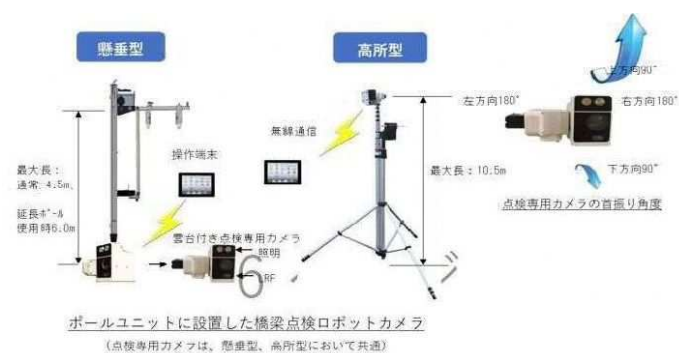 懸垂型
高所型
上方向90°
左方向180°
右方向180°
無線通信
操作端末
最大長：
通常 4.5m、
延長ﾎﾟｰﾙ
使用時6.0m
最大長：10.5m
下方向90°
点検専用カメラの首振り角度
雲台付き点検専用カメラ
照明
LRF
6
ポールユニットに設置した橋梁点検ロボットカメラ
（点検専用カメラは、懸垂型、高所型において共通）